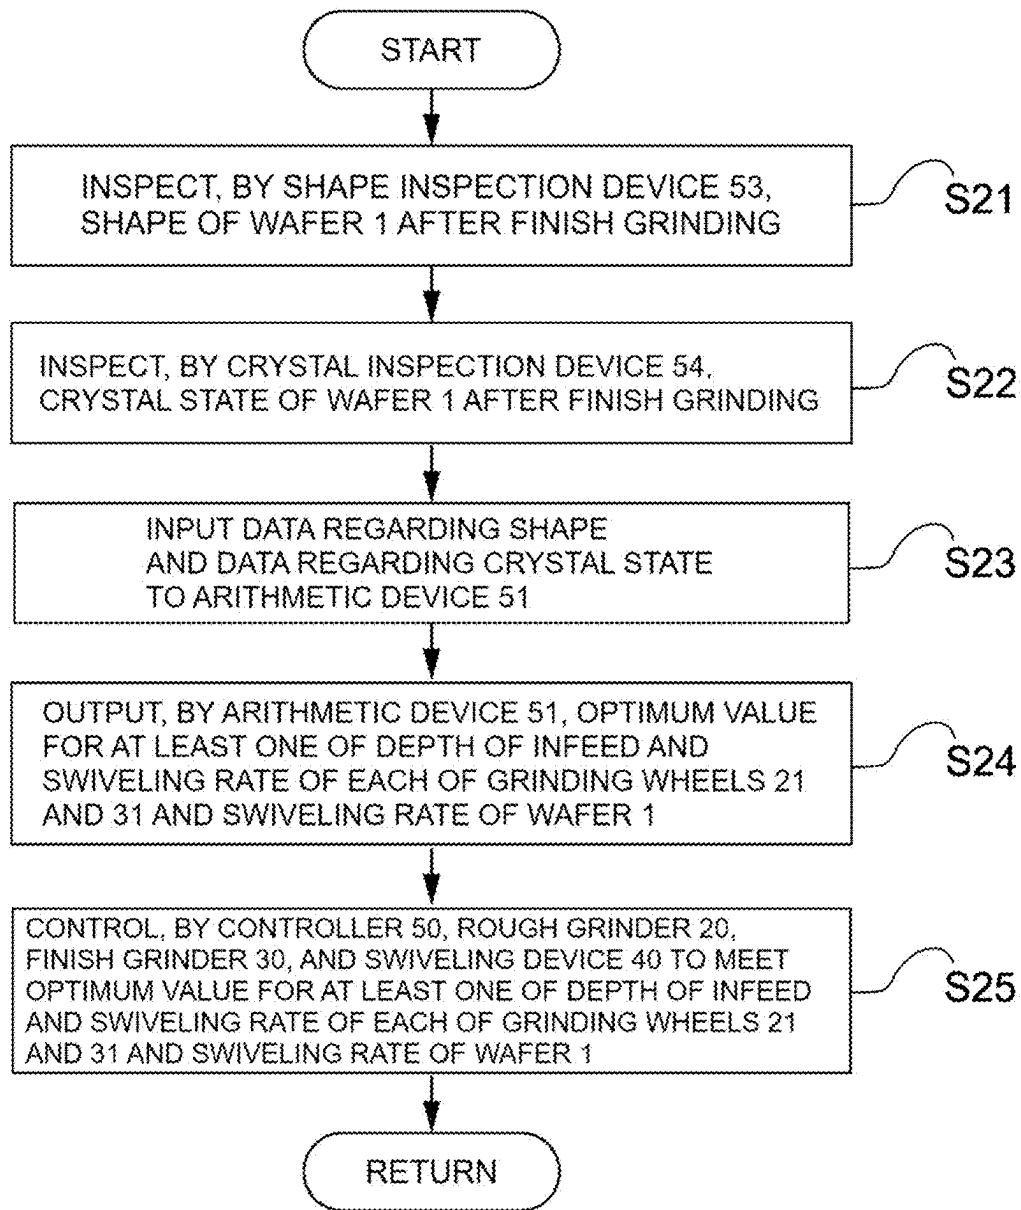 START
INSPECT, BY SHAPE INSPECTION DEVICE 53,
SHAPE OF WAFER 1 AFTER FINISH GRINDING
S21
INSPECT, BY CRYSTAL INSPECTION DEVICE 54,
CRYSTAL STATE OF WAFER 1 AFTER FINISH GRINDING
S22
INPUT DATA REGARDING SHAPE
AND DATA REGARDING CRYSTAL STATE
TO ARITHMETIC DEVICE 51
S23
OUTPUT, BY ARITHMETIC DEVICE 51, OPTIMUM VALUE
FOR AT LEAST ONE OF DEPTH OF INFEED AND
SWIVELING RATE OF EACH OF GRINDING WHEELS 21
AND 31 AND SWIVELING RATE OF WAFER 1
S24
CONTROL, BY CONTROLLER 50, ROUGH GRINDER 20,
FINISH GRINDER 30, AND SWIVELING DEVICE 40 TO MEET
OPTIMUM VALUE FOR AT LEAST ONE OF DEPTH OF INFEED
AND SWIVELING RATE OF EACH OF GRINDING WHEELS 21
AND 31 AND SWIVELING RATE OF WAFER 1
S25
RETURN